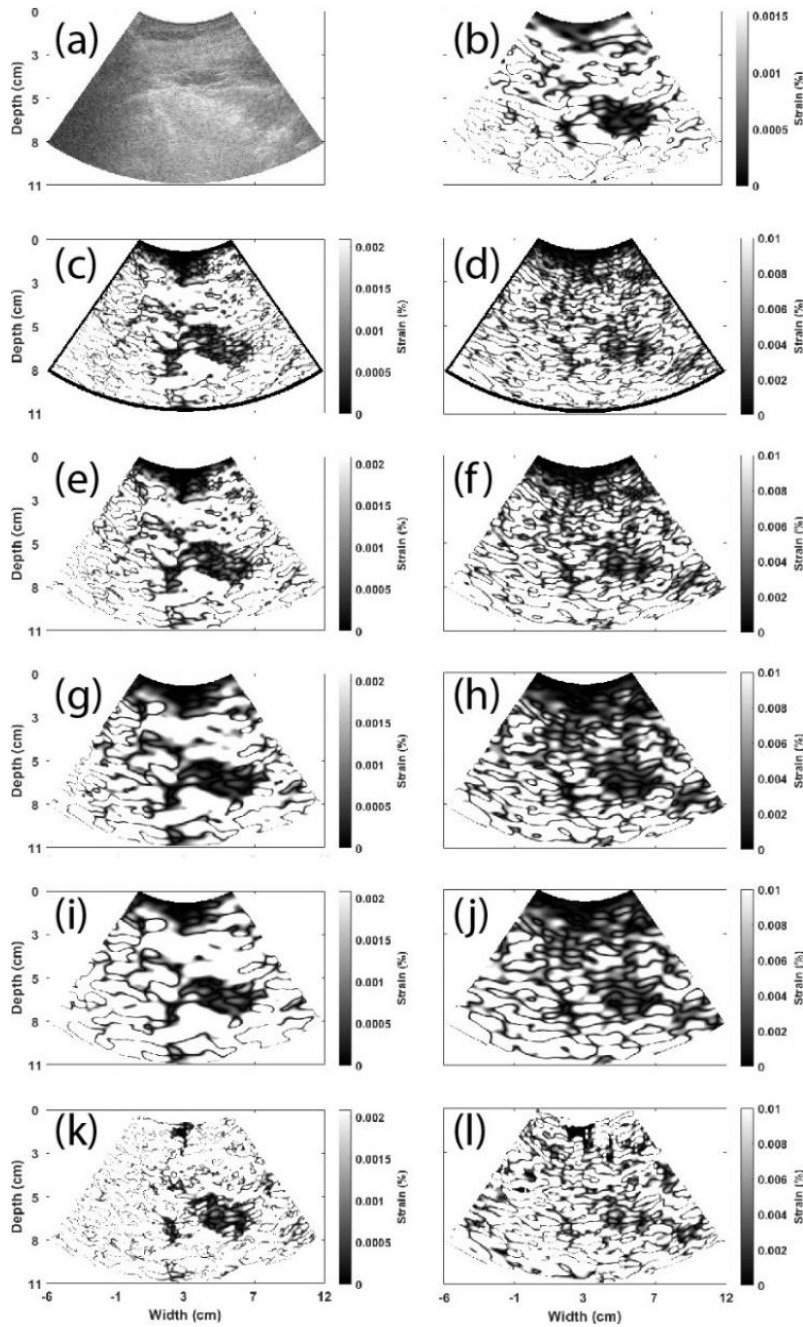 (a)
Depth (cm)
0
3
5
8
11
(b)
0.0015
0.001
0.0005
0
Strain (%)
(c)
Depth (cm)
0
3
5
8
11
0.002
0.0015
0.001
0.0005
0
Strain (%)
(d)
0.01
0.008
0.006
0.004
0.002
0
Strain (%)
(e)
Depth (cm)
0
3
5
8
11
0.002
0.0015
0.001
0.0005
0
Strain (%)
(f)
0.01
0.008
0.006
0.004
0.002
0
Strain (%)
(g)
Depth (cm)
0
3
5
8
11
0.002
0.0015
0.001
0.0005
0
Strain (%)
(h)
0.01
0.008
0.006
0.004
0.002
0
Strain (%)
(i)
Depth (cm)
0
3
5
8
11
0.002
0.0015
0.001
0.0005
0
Strain (%)
(j)
0.01
0.008
0.006
0.004
0.002
0
Strain (%)
(k)
Depth (cm)
0
3
5
8
11
0.002
0.0015
0.001
0.0005
0
Strain (%)
-6 -1 3 7 12
Width (cm)
(l)
0.01
0.008
0.006
0.004
0.002
0
Strain (%)
-6 -1 3 7 12
Width (cm)